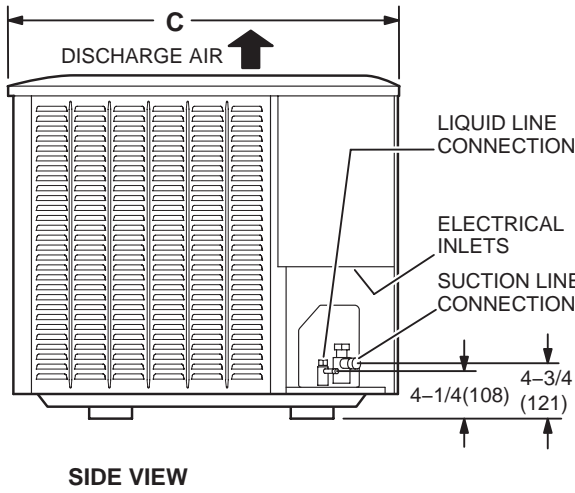 C
DISCHARGE AIR
LIQUID LINE
CONNECTION
ELECTRICAL
INLETS
SUCTION LINE
CONNECTION
4–1/4(108)
4–3/4
(121)
SIDE VIEW